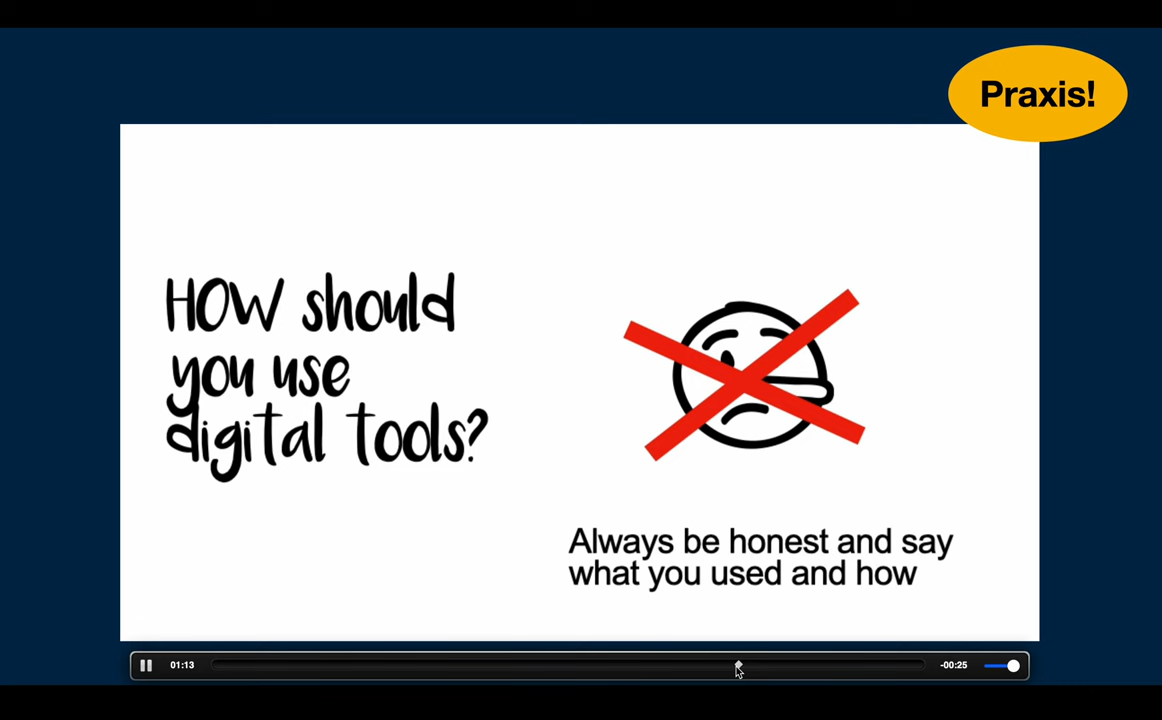 Praxis!
HOW should
you use
digital tools?
Always be honest and say
what you used and how
01:13
-00:25